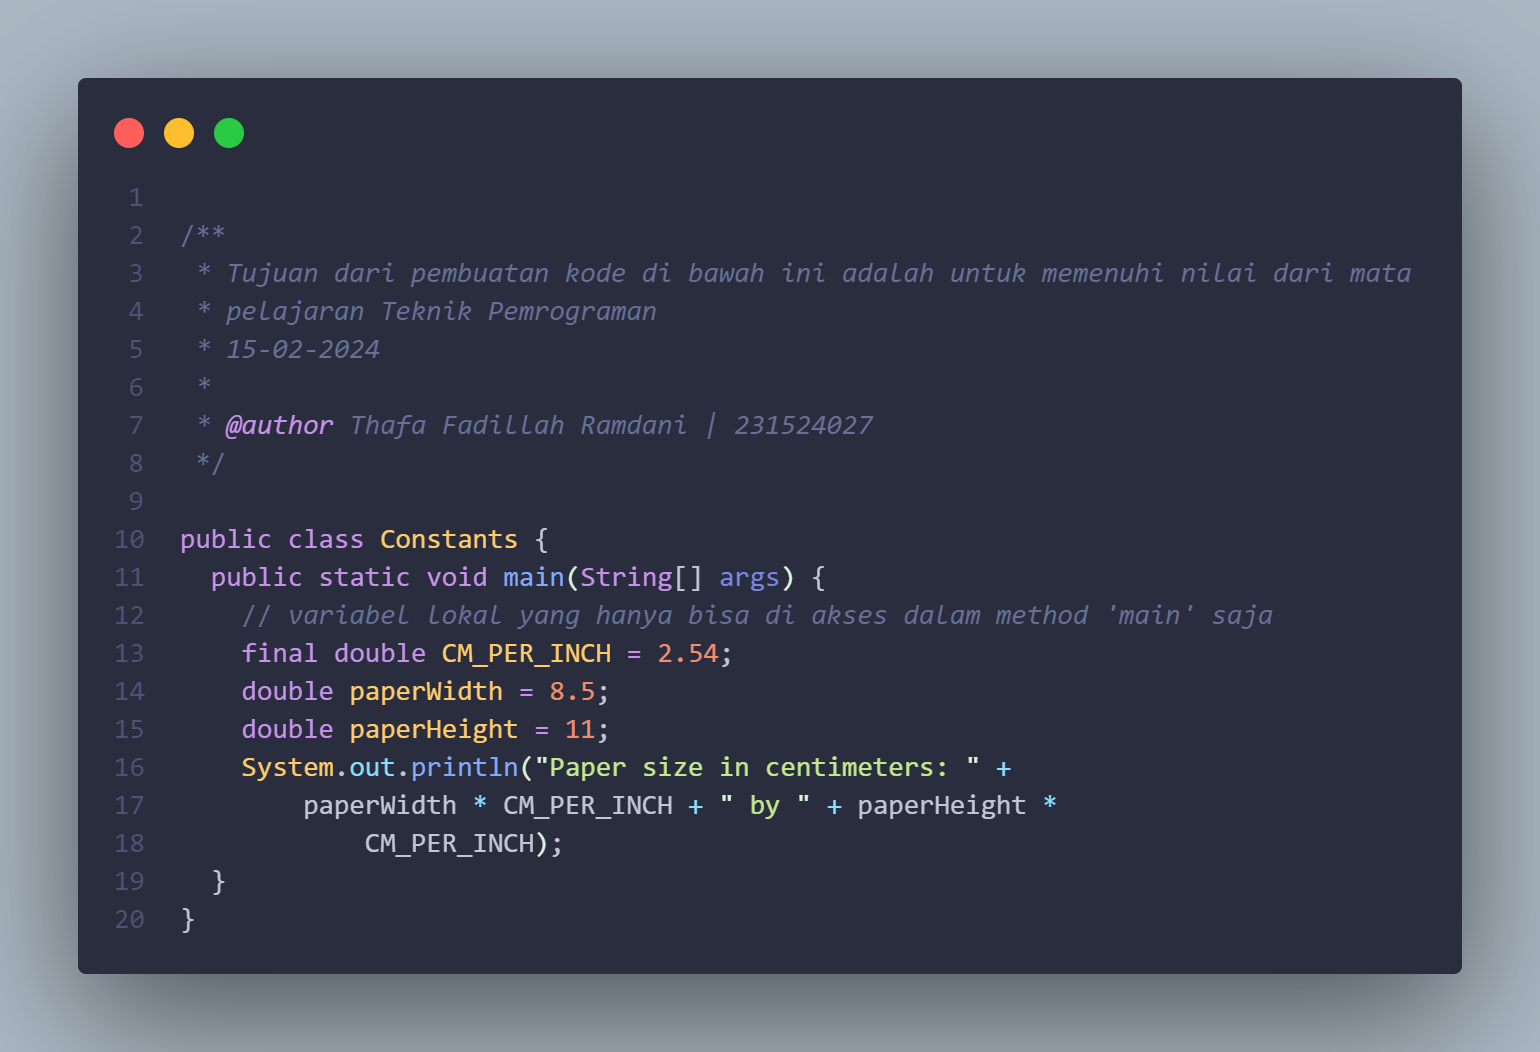 1
2 /**
3  * Tujuan dari pembuatan kode di bawah ini adalah untuk memenuhi nilai dari mata
4  * pelajaran Teknik Pemrograman
5  * 15-02-2024
6  *
7  * @author Thafa Fadillah Ramdani | 231524027
8  */
9
10 public class Constants {
11   public static void main(String[] args) {
12     // variabel lokal yang hanya bisa di akses dalam method 'main' saja
13     final double CM_PER_INCH = 2.54;
14     double paperWidth = 8.5;
15     double paperHeight = 11;
16     System.out.println("Paper size in centimeters: " +
17         paperWidth * CM_PER_INCH + " by " + paperHeight *
18             CM_PER_INCH);
19   }
20 }